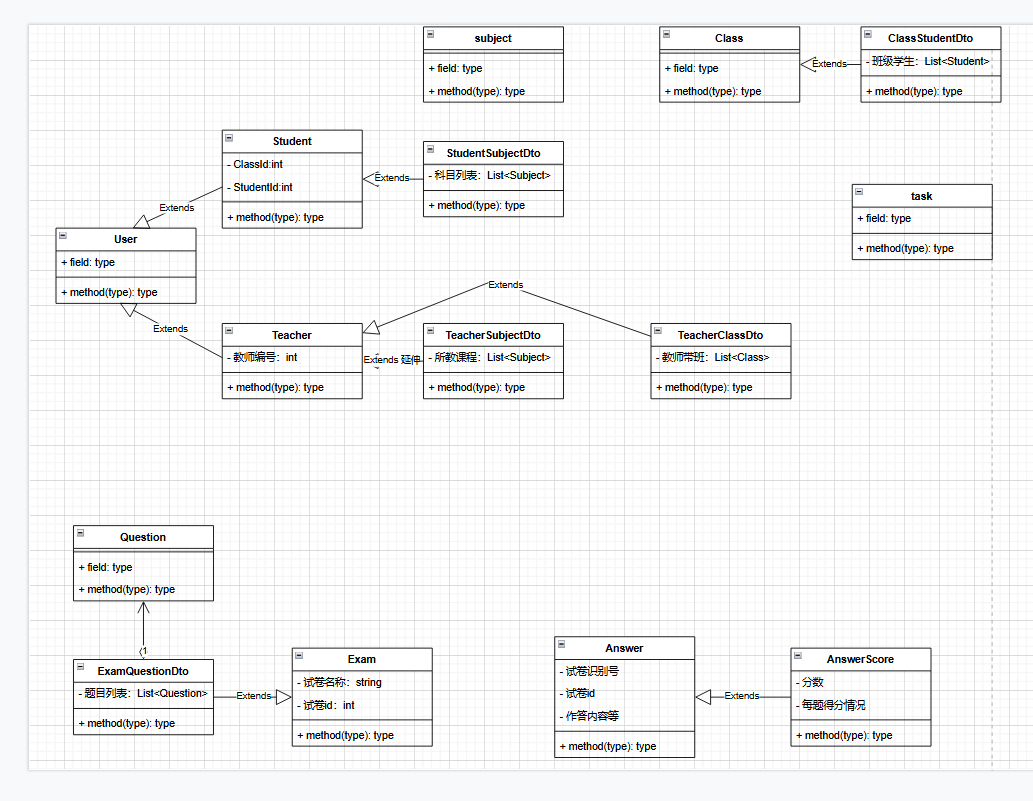 subject
+ field: type
+ method(type): type
Class
+ field: type
+ method(type): type
Extends
ClassStudentDto
- 班级学生：List<Student>
+ method(type): type
Student
- ClassId:int
- StudentId:int
+ method(type): type
Extends
StudentSubjectDto
- 科目列表：List<Subject>
+ method(type): type
task
+ field: type
+ method(type): type
Extends
User
+ field: type
+ method(type): type
Extends
Extends
Teacher
- 教师编号：int
+ method(type): type
Extends 延伸
TeacherSubjectDto
- 所教课程：List<Subject>
+ method(type): type
TeacherClassDto
- 教师带班：List<Class>
+ method(type): type
Question
+ field: type
+ method(type): type
1
ExamQuestionDto
- 题目列表：List<Question>
+ method(type): type
Extends
Exam
- 试卷名称：string
- 试卷id：int
+ method(type): type
Answer
- 试卷识别号
- 试卷id
- 作答内容等
+ method(type): type
Extends
AnswerScore
- 分数
- 每题得分情况
+ method(type): type